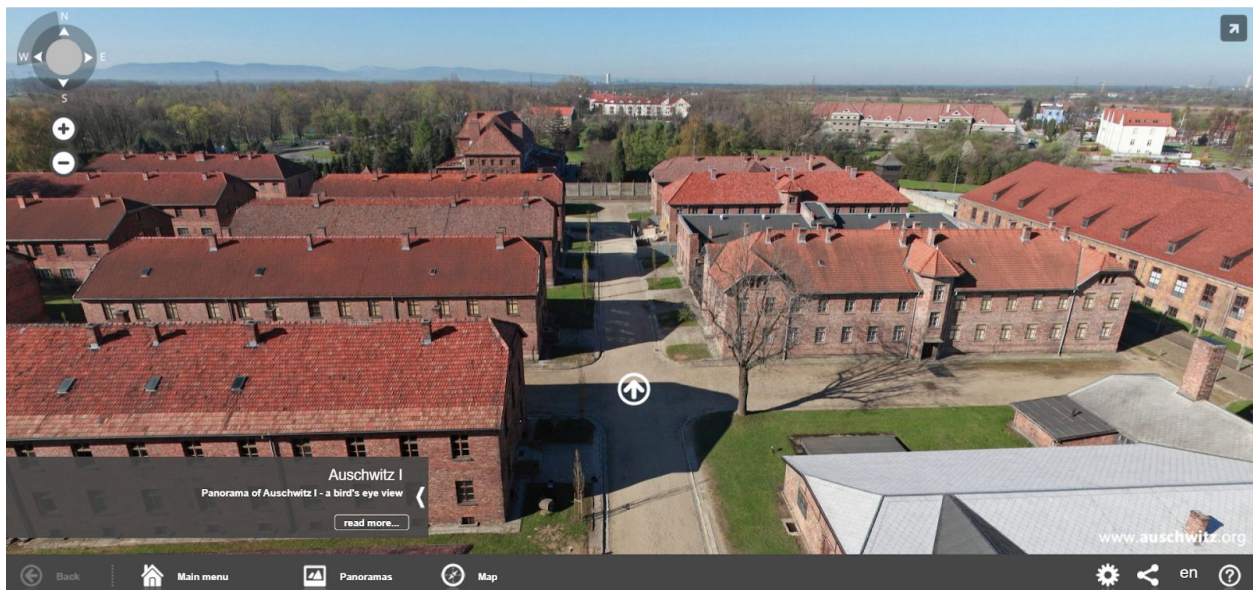 N
W E
S
Auschwitz I
Panorama of Auschwitz I - a bird's eye view
read more...
www.auschwitz.org
Back Main menu Panoramas Map en